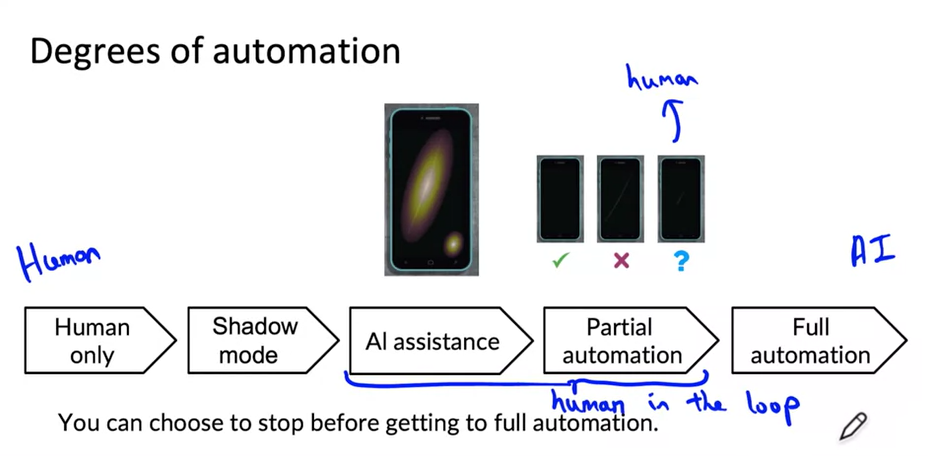 Degrees of automation
human
✓ ✗ ?
Human
AI
Human
only
Shadow
mode
AI assistance
Partial
automation
Full
automation
human in the loop
You can choose to stop before getting to full automation.